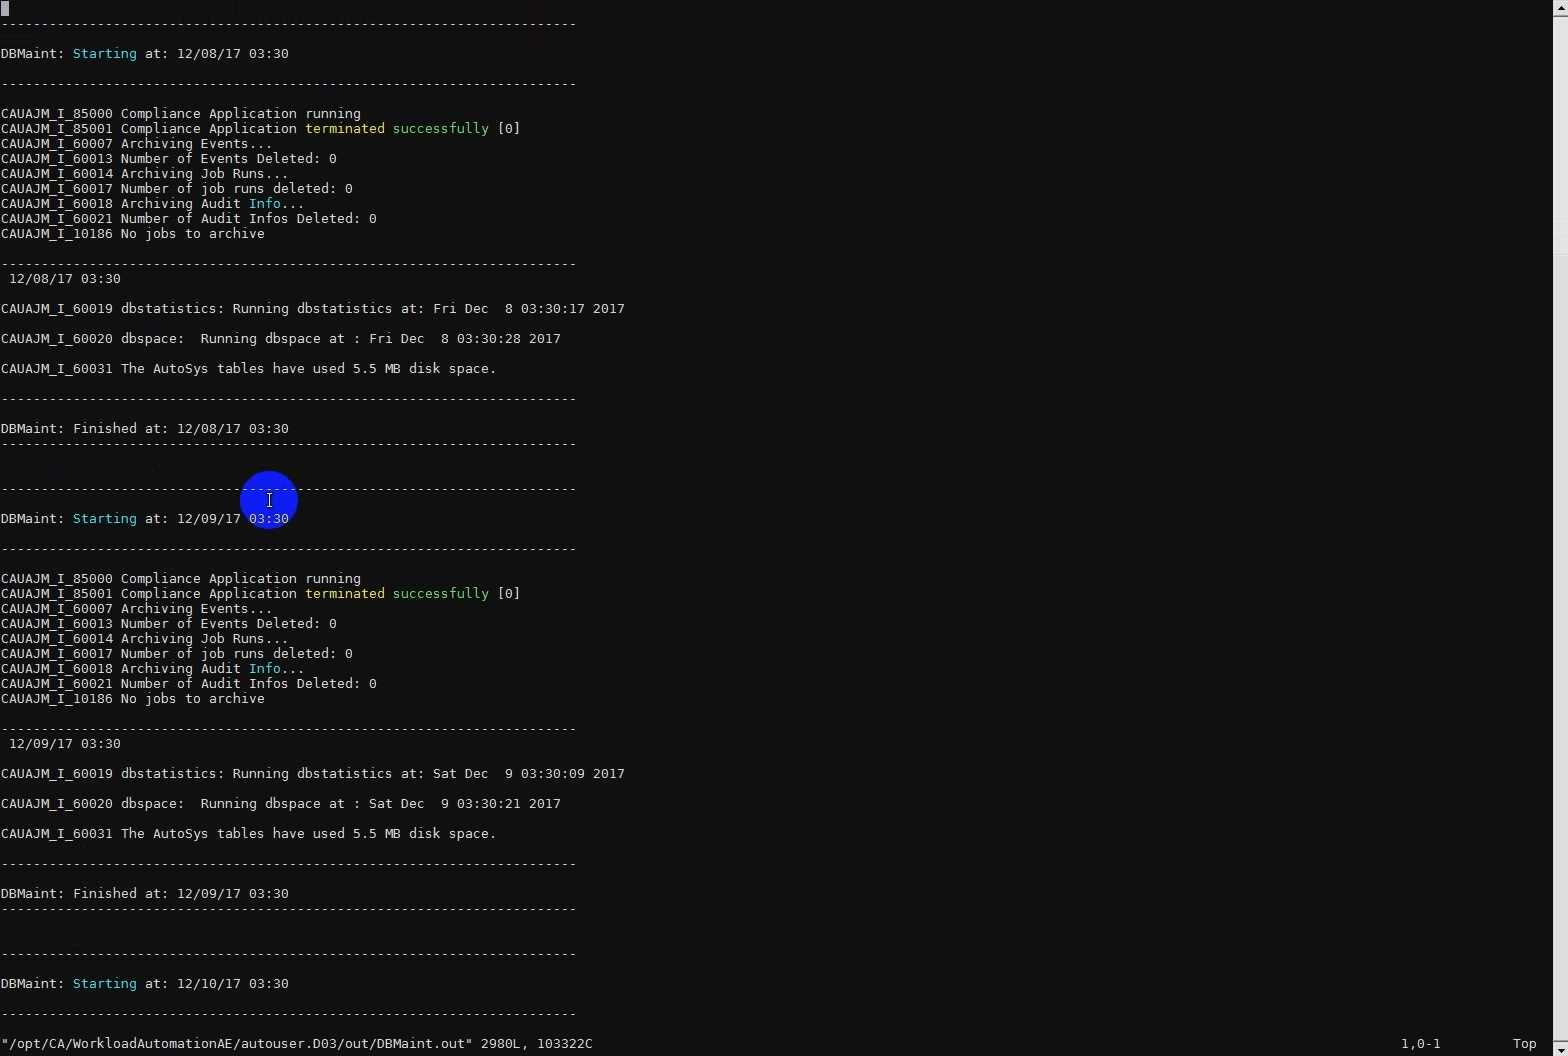 ------------------------------------------------------------------------
DBMaint: Starting at: 12/08/17 03:30
------------------------------------------------------------------------
CAUAJM_I_85000 Compliance Application running
CAUAJM_I_85001 Compliance Application terminated successfully [0]
CAUAJM_I_60007 Archiving Events...
CAUAJM_I_60013 Number of Events Deleted: 0
CAUAJM_I_60014 Archiving Job Runs...
CAUAJM_I_60017 Number of job runs deleted: 0
CAUAJM_I_60018 Archiving Audit Info...
CAUAJM_I_60021 Number of Audit Infos Deleted: 0
CAUAJM_I_10186 No jobs to archive
------------------------------------------------------------------------
12/08/17 03:30
CAUAJM_I_60019 dbstatistics: Running dbstatistics at: Fri Dec  8 03:30:17 2017
CAUAJM_I_60020 dbspace:  Running dbspace at : Fri Dec  8 03:30:28 2017
CAUAJM_I_60031 The AutoSys tables have used 5.5 MB disk space.
------------------------------------------------------------------------
DBMaint: Finished at: 12/08/17 03:30
------------------------------------------------------------------------
------------------------------------------------------------------------
DBMaint: Starting at: 12/09/17 03:30
------------------------------------------------------------------------
CAUAJM_I_85000 Compliance Application running
CAUAJM_I_85001 Compliance Application terminated successfully [0]
CAUAJM_I_60007 Archiving Events...
CAUAJM_I_60013 Number of Events Deleted: 0
CAUAJM_I_60014 Archiving Job Runs...
CAUAJM_I_60017 Number of job runs deleted: 0
CAUAJM_I_60018 Archiving Audit Info...
CAUAJM_I_60021 Number of Audit Infos Deleted: 0
CAUAJM_I_10186 No jobs to archive
------------------------------------------------------------------------
12/09/17 03:30
CAUAJM_I_60019 dbstatistics: Running dbstatistics at: Sat Dec  9 03:30:09 2017
CAUAJM_I_60020 dbspace:  Running dbspace at : Sat Dec  9 03:30:21 2017
CAUAJM_I_60031 The AutoSys tables have used 5.5 MB disk space.
------------------------------------------------------------------------
DBMaint: Finished at: 12/09/17 03:30
------------------------------------------------------------------------
------------------------------------------------------------------------
DBMaint: Starting at: 12/10/17 03:30
------------------------------------------------------------------------
"/opt/CA/WorkloadAutomationAE/autouser.D03/out/DBMaint.out" 2980L, 103322C 1,0-1 Top